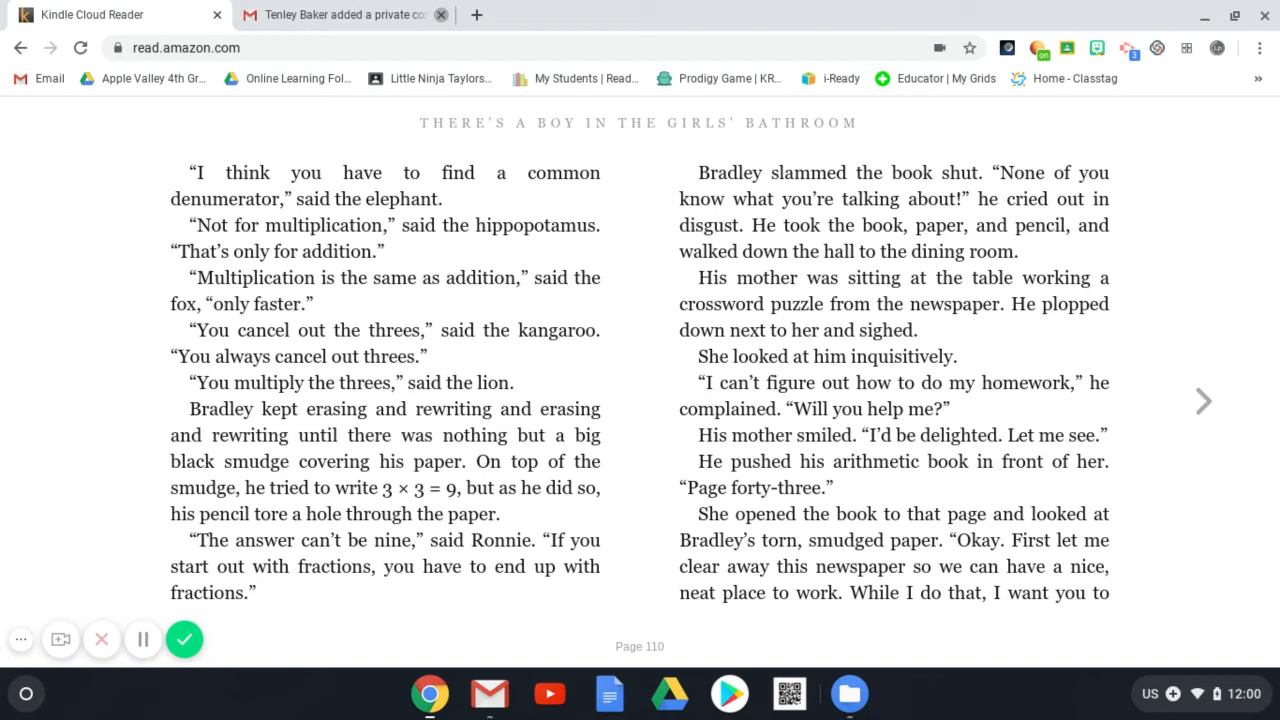 Kindle Cloud Reader
Tenley Baker added a private cor
read.amazon.com
on
3
LP
Email
Apple Valley 4th Gr...
Online Learning Fol...
Little Ninja Taylors...
My Students | Read...
Prodigy Game | KR...
i-Ready
Educator | My Grids
Home - Classtag
»
THERE'S A BOY IN THE GIRLS' BATHROOM
“I think you have to find a common
denumerator,” said the elephant.
“Not for multiplication,” said the hippopotamus.
“That’s only for addition.”
“Multiplication is the same as addition,” said the
fox, “only faster.”
“You cancel out the threes,” said the kangaroo.
“You always cancel out threes.”
“You multiply the threes,” said the lion.
Bradley kept erasing and rewriting and erasing
and rewriting until there was nothing but a big
black smudge covering his paper. On top of the
smudge, he tried to write 3 × 3 = 9, but as he did so,
his pencil tore a hole through the paper.
“The answer can’t be nine,” said Ronnie. “If you
start out with fractions, you have to end up with
fractions.”
Bradley slammed the book shut. “None of you
know what you’re talking about!” he cried out in
disgust. He took the book, paper, and pencil, and
walked down the hall to the dining room.
His mother was sitting at the table working a
crossword puzzle from the newspaper. He plopped
down next to her and sighed.
She looked at him inquisitively.
“I can’t figure out how to do my homework,” he
complained. “Will you help me?”
His mother smiled. “I’d be delighted. Let me see.”
He pushed his arithmetic book in front of her.
“Page forty-three.”
She opened the book to that page and looked at
Bradley’s torn, smudged paper. “Okay. First let me
clear away this newspaper so we can have a nice,
neat place to work. While I do that, I want you to
Page 110
US
12:00